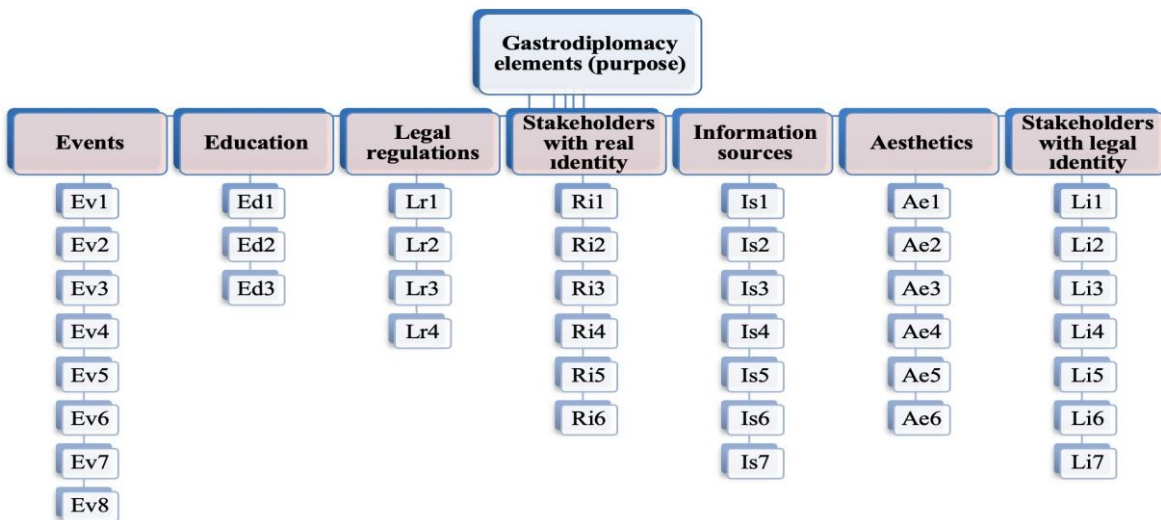 Gastrodiplomacy
elements (purpose)
Events
Education
Legal
regulations
Stakeholders
with real
ıdentity
Information
sources
Aesthetics
Stakeholders
with legal
ıdentity
Ev1
Ev2
Ev3
Ev4
Ev5
Ev6
Ev7
Ev8
Ed1
Ed2
Ed3
Lr1
Lr2
Lr3
Lr4
Ri1
Ri2
Ri3
Ri4
Ri5
Ri6
Is1
Is2
Is3
Is4
Is5
Is6
Is7
Ae1
Ae2
Ae3
Ae4
Ae5
Ae6
Li1
Li2
Li3
Li4
Li5
Li6
Li7